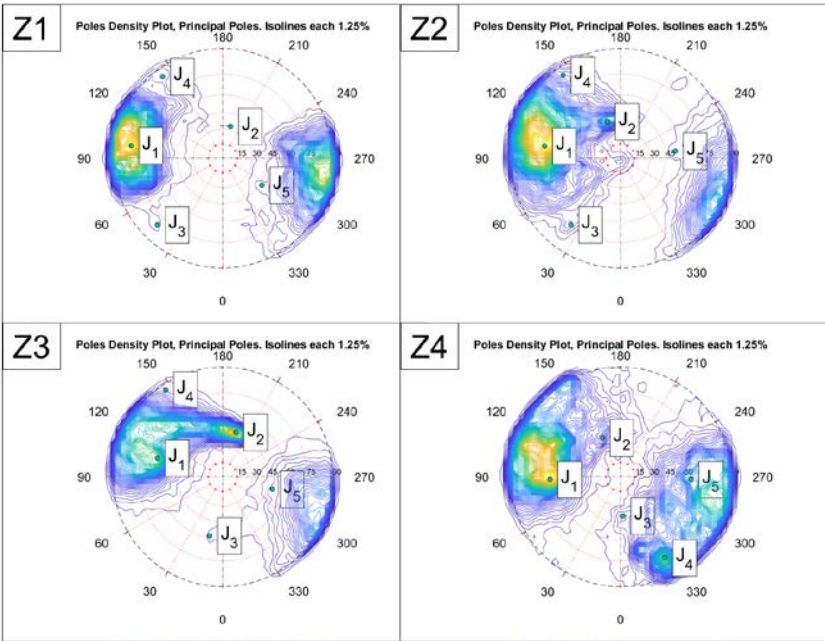 Z1
Poles Density Plot, Principal Poles. Isolines each 1.25%
180
150
210
120
240
90
270
60
300
30
330
0
15 30 45
J4
J2
J1
J5
J3
Z2
Poles Density Plot, Principal Poles. Isolines each 1.25%
180
150
210
120
240
90
270
60
300
30
330
0
15 30 45
J4
J2
J1
J5
J3
Z3
Poles Density Plot, Principal Poles. Isolines each 1.25%
180
150
210
120
240
90
270
60
300
30
330
0
15 30 45 75
J4
J2
J1
J5
J3
Z4
Poles Density Plot, Principal Poles. Isolines each 1.25%
180
150
210
120
240
90
270
60
300
30
330
0
15 30 45 60
J2
J1
J5
J3
J4